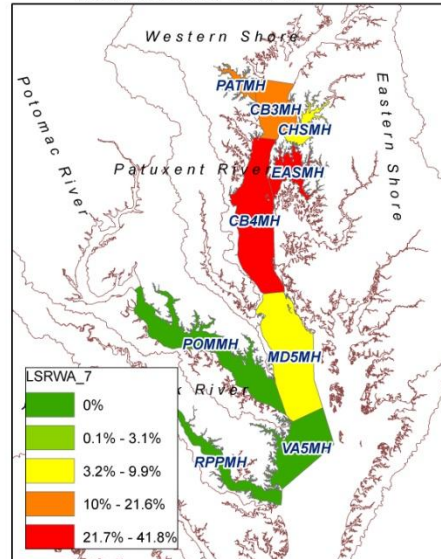 Western Shore
Potomac River
Eastern Shore
PATMH
CB3MH
CHSMH
Patuxent River
EASMH
CB4MH
POMMH
MD5MH
k River
RPPMH
VA5MH
LSRWA_7
0%
0.1% - 3.1%
3.2% - 9.9%
10% - 21.6%
21.7% - 41.8%